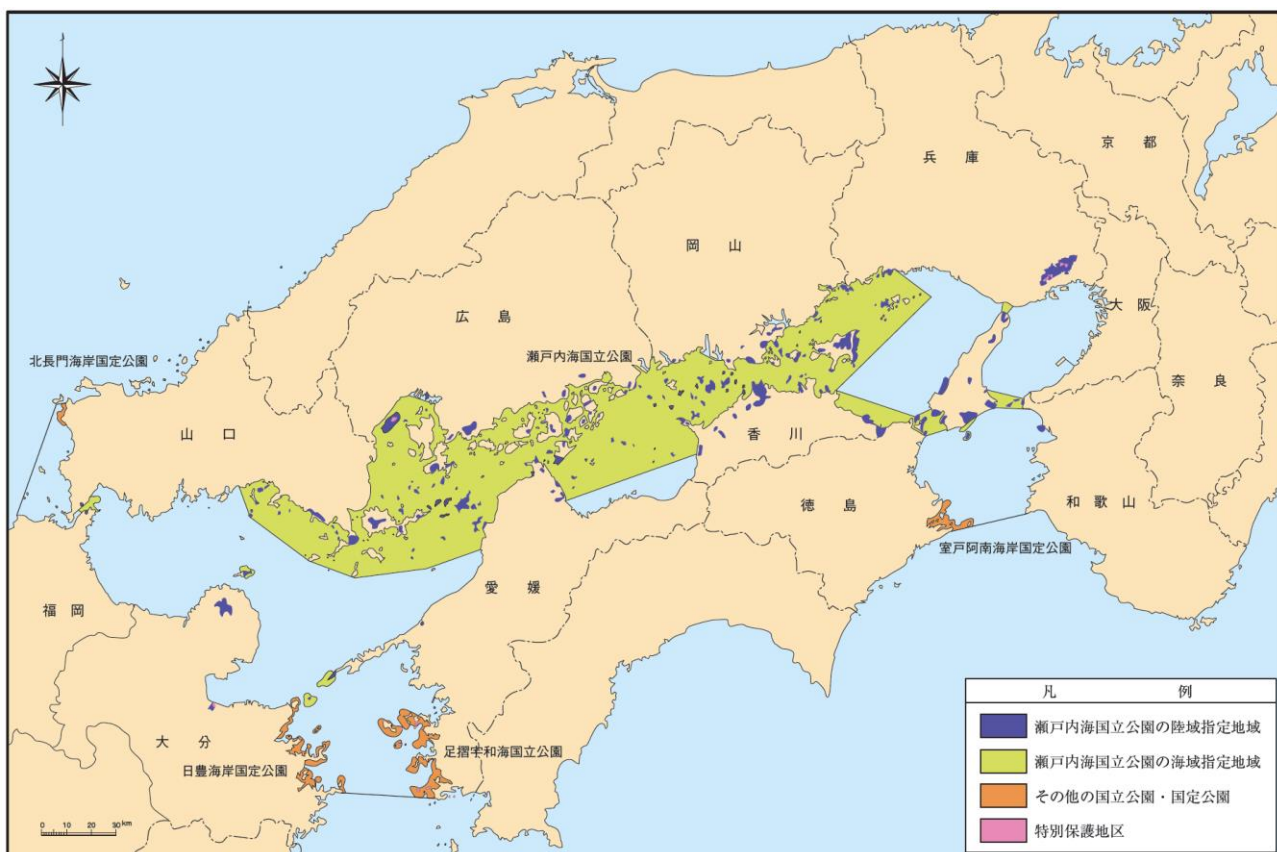 京 都
兵 庫
岡 山
大 阪
広 島
瀬戸内海国立公園
北長門海岸国定公園
奈 良
山 口
香 川
徳 島
和 歌 山
室戸阿南海岸国定公園
愛 媛
福 岡
大 分
足摺宇和海国立公園
日豊海岸国定公園
0 10 20 30km
凡 例
瀬戸内海国立公園の陸域指定地域
瀬戸内海国立公園の海域指定地域
その他の国立公園・国定公園
特別保護地区